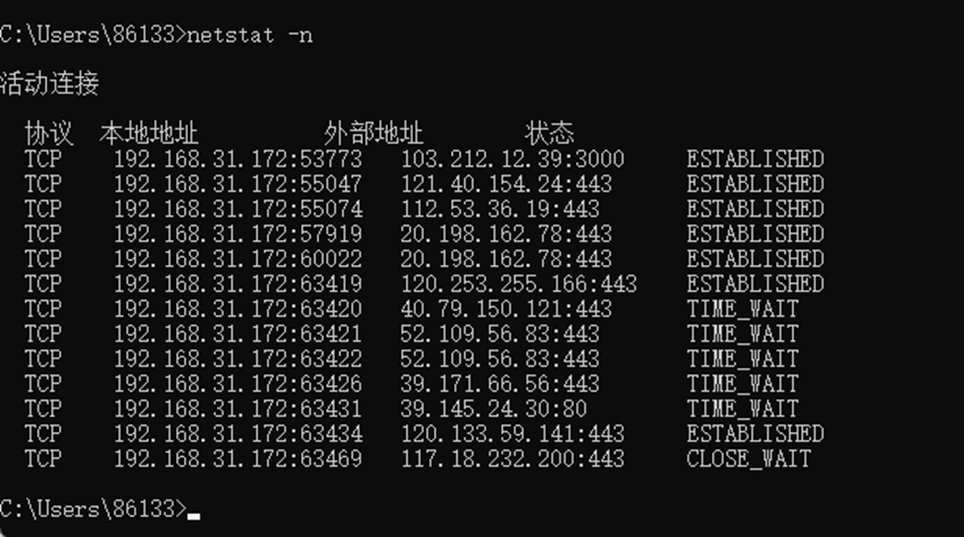 C:\Users\86133>netstat -n
活动连接
协议 本地地址 外部地址 状态
TCP 192.168.31.172:53773 103.212.12.39:3000 ESTABLISHED
TCP 192.168.31.172:55047 121.40.154.24:443 ESTABLISHED
TCP 192.168.31.172:55074 112.53.36.19:443 ESTABLISHED
TCP 192.168.31.172:57919 20.198.162.78:443 ESTABLISHED
TCP 192.168.31.172:60022 20.198.162.78:443 ESTABLISHED
TCP 192.168.31.172:63419 120.253.255.166:443 ESTABLISHED
TCP 192.168.31.172:63420 40.79.150.121:443 TIME_WAIT
TCP 192.168.31.172:63421 52.109.56.83:443 TIME_WAIT
TCP 192.168.31.172:63422 52.109.56.83:443 TIME_WAIT
TCP 192.168.31.172:63426 39.171.66.56:443 TIME_WAIT
TCP 192.168.31.172:63431 39.145.24.30:80 TIME_WAIT
TCP 192.168.31.172:63434 120.133.59.141:443 ESTABLISHED
TCP 192.168.31.172:63469 117.18.232.200:443 CLOSE_WAIT
C:\Users\86133>